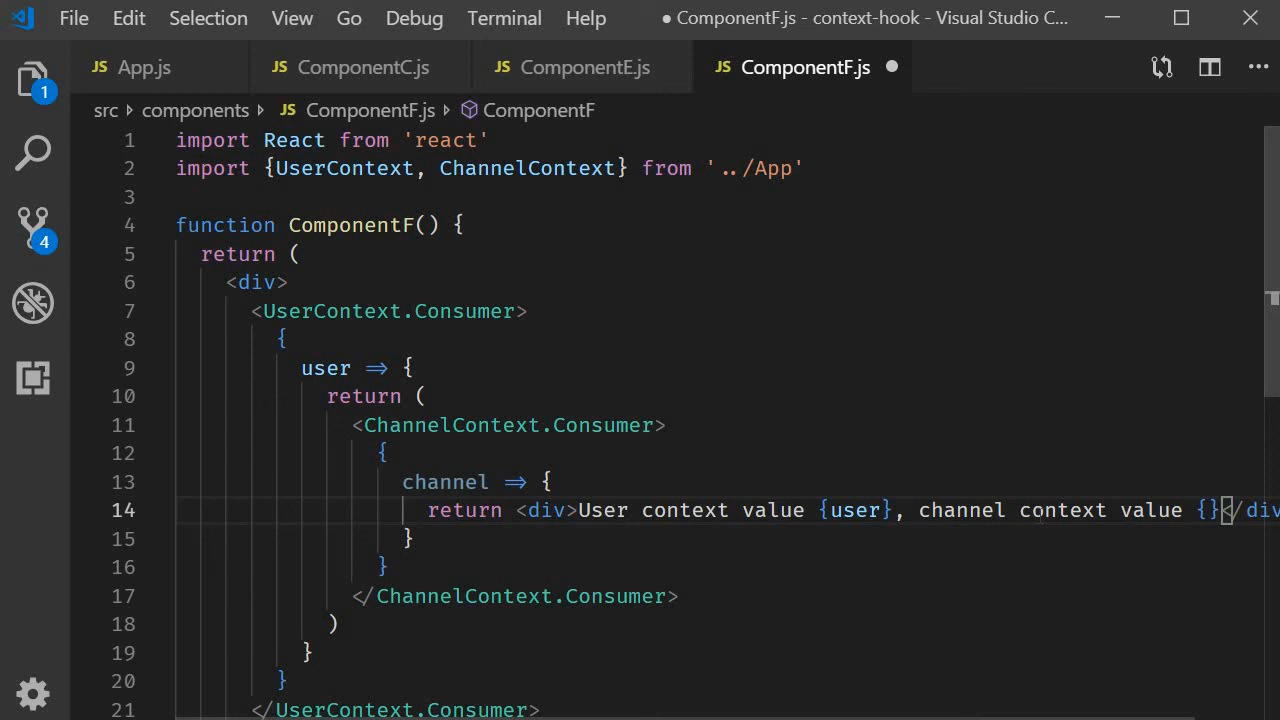 File Edit Selection View Go Debug Terminal Help ● ComponentF.js - context-hook - Visual Studio C...
JS App.js JS ComponentC.js JS ComponentE.js JS ComponentF.js
1
src components JS ComponentF.js ComponentF
1 import React from 'react'
2 import {UserContext, ChannelContext} from '../App'
3
4 function ComponentF() {
4
5 return (
6 <div>
7 <UserContext.Consumer>
8 {
9 user => {
10 return (
11 <ChannelContext.Consumer>
12 {
13 channel => {
14 return <div>User context value {user}, channel context value {}</div
15 }
16 }
17 </ChannelContext.Consumer>
18 )
19 }
20 }
21 </UserContext.Consumer>